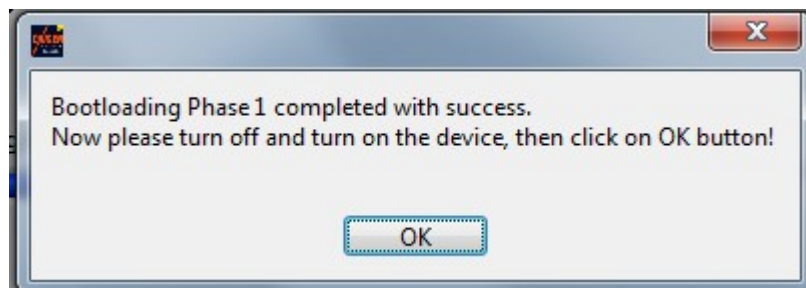 Bootloading Phase 1 completed with success.
Now please turn off and turn on the device, then click on OK button!
OK